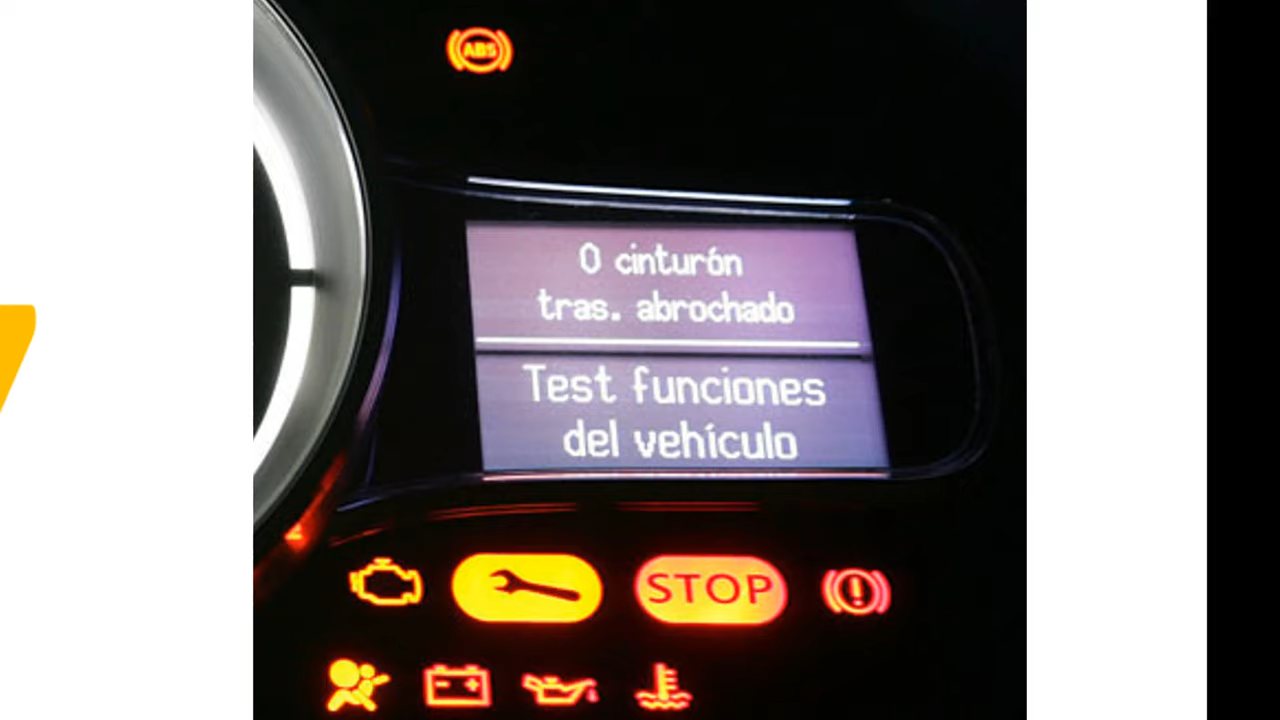 ABS
0 cinturón
tras. abrochado
Test funciones
del vehículo
STOP